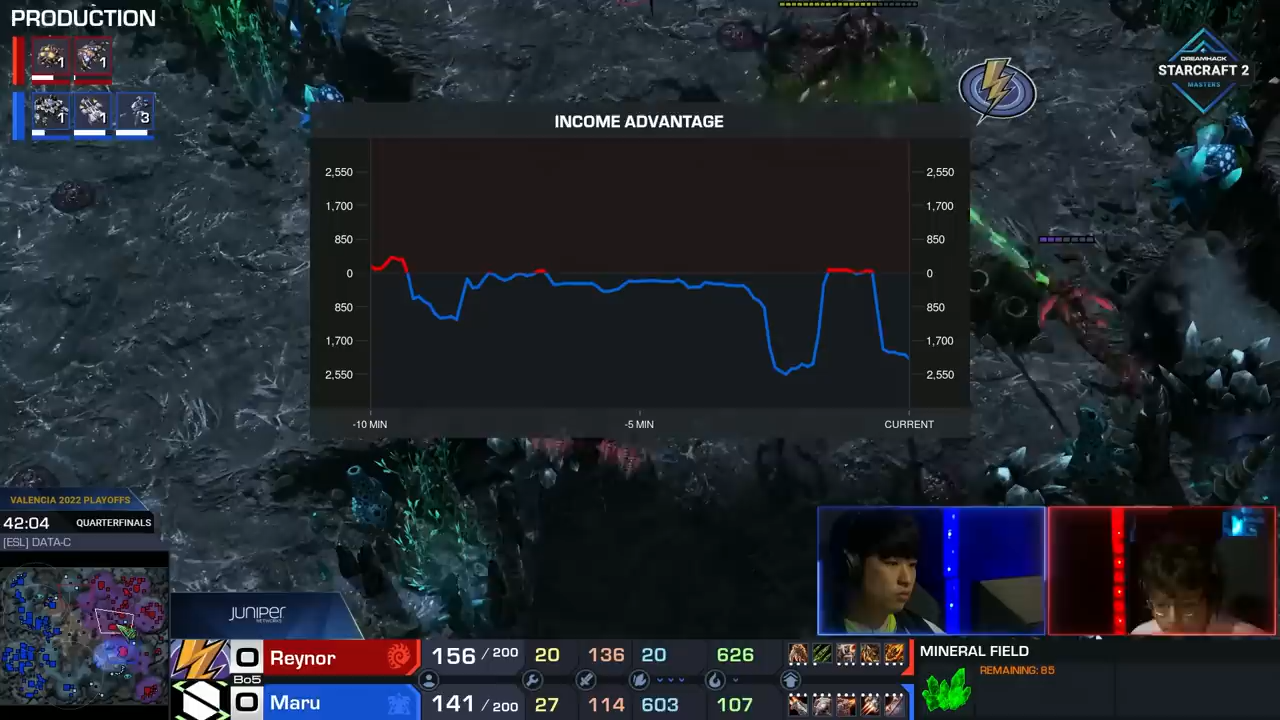 PRODUCTION
1
1
1
1
3
DREAMHACK
STARCRAFT 2
MASTERS
INCOME ADVANTAGE
2,550
2,550
1,700
1,700
850
850
0
0
850
850
1,700
1,700
2,550
2,550
-10 MIN
-5 MIN
CURRENT
VALENCIA 2022 PLAYOFFS
42:04
QUARTERFINALS
[ESL] DATA-C
JUNIPER
NETWORKS
0
Reynor
156 / 200
20
136
20
626
Bo5
0
Maru
141 / 200
27
114
603
107
MINERAL FIELD
REMAINING: 85